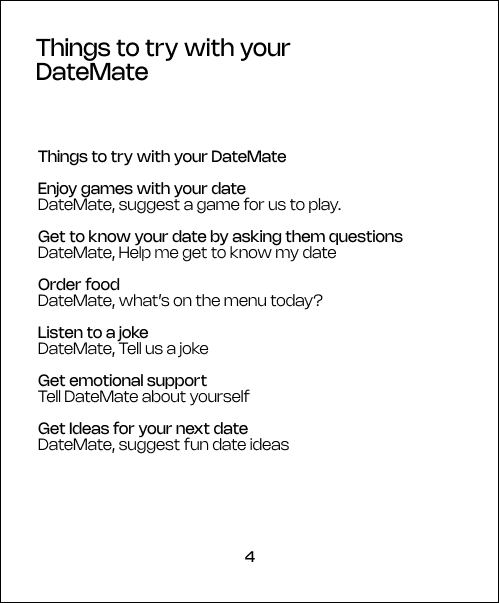 Things to try with your
DateMate
Things to try with your DateMate
Enjoy games with your date
DateMate, suggest a game for us to play.
Get to know your date by asking them questions
DateMate, Help me get to know my date
Order food
DateMate, what's on the menu today?
Listen to a joke
DateMate, Tell us a joke
Get emotional support
Tell DateMate about yourself
Get Ideas for your next date
DateMate, suggest fun date ideas
4